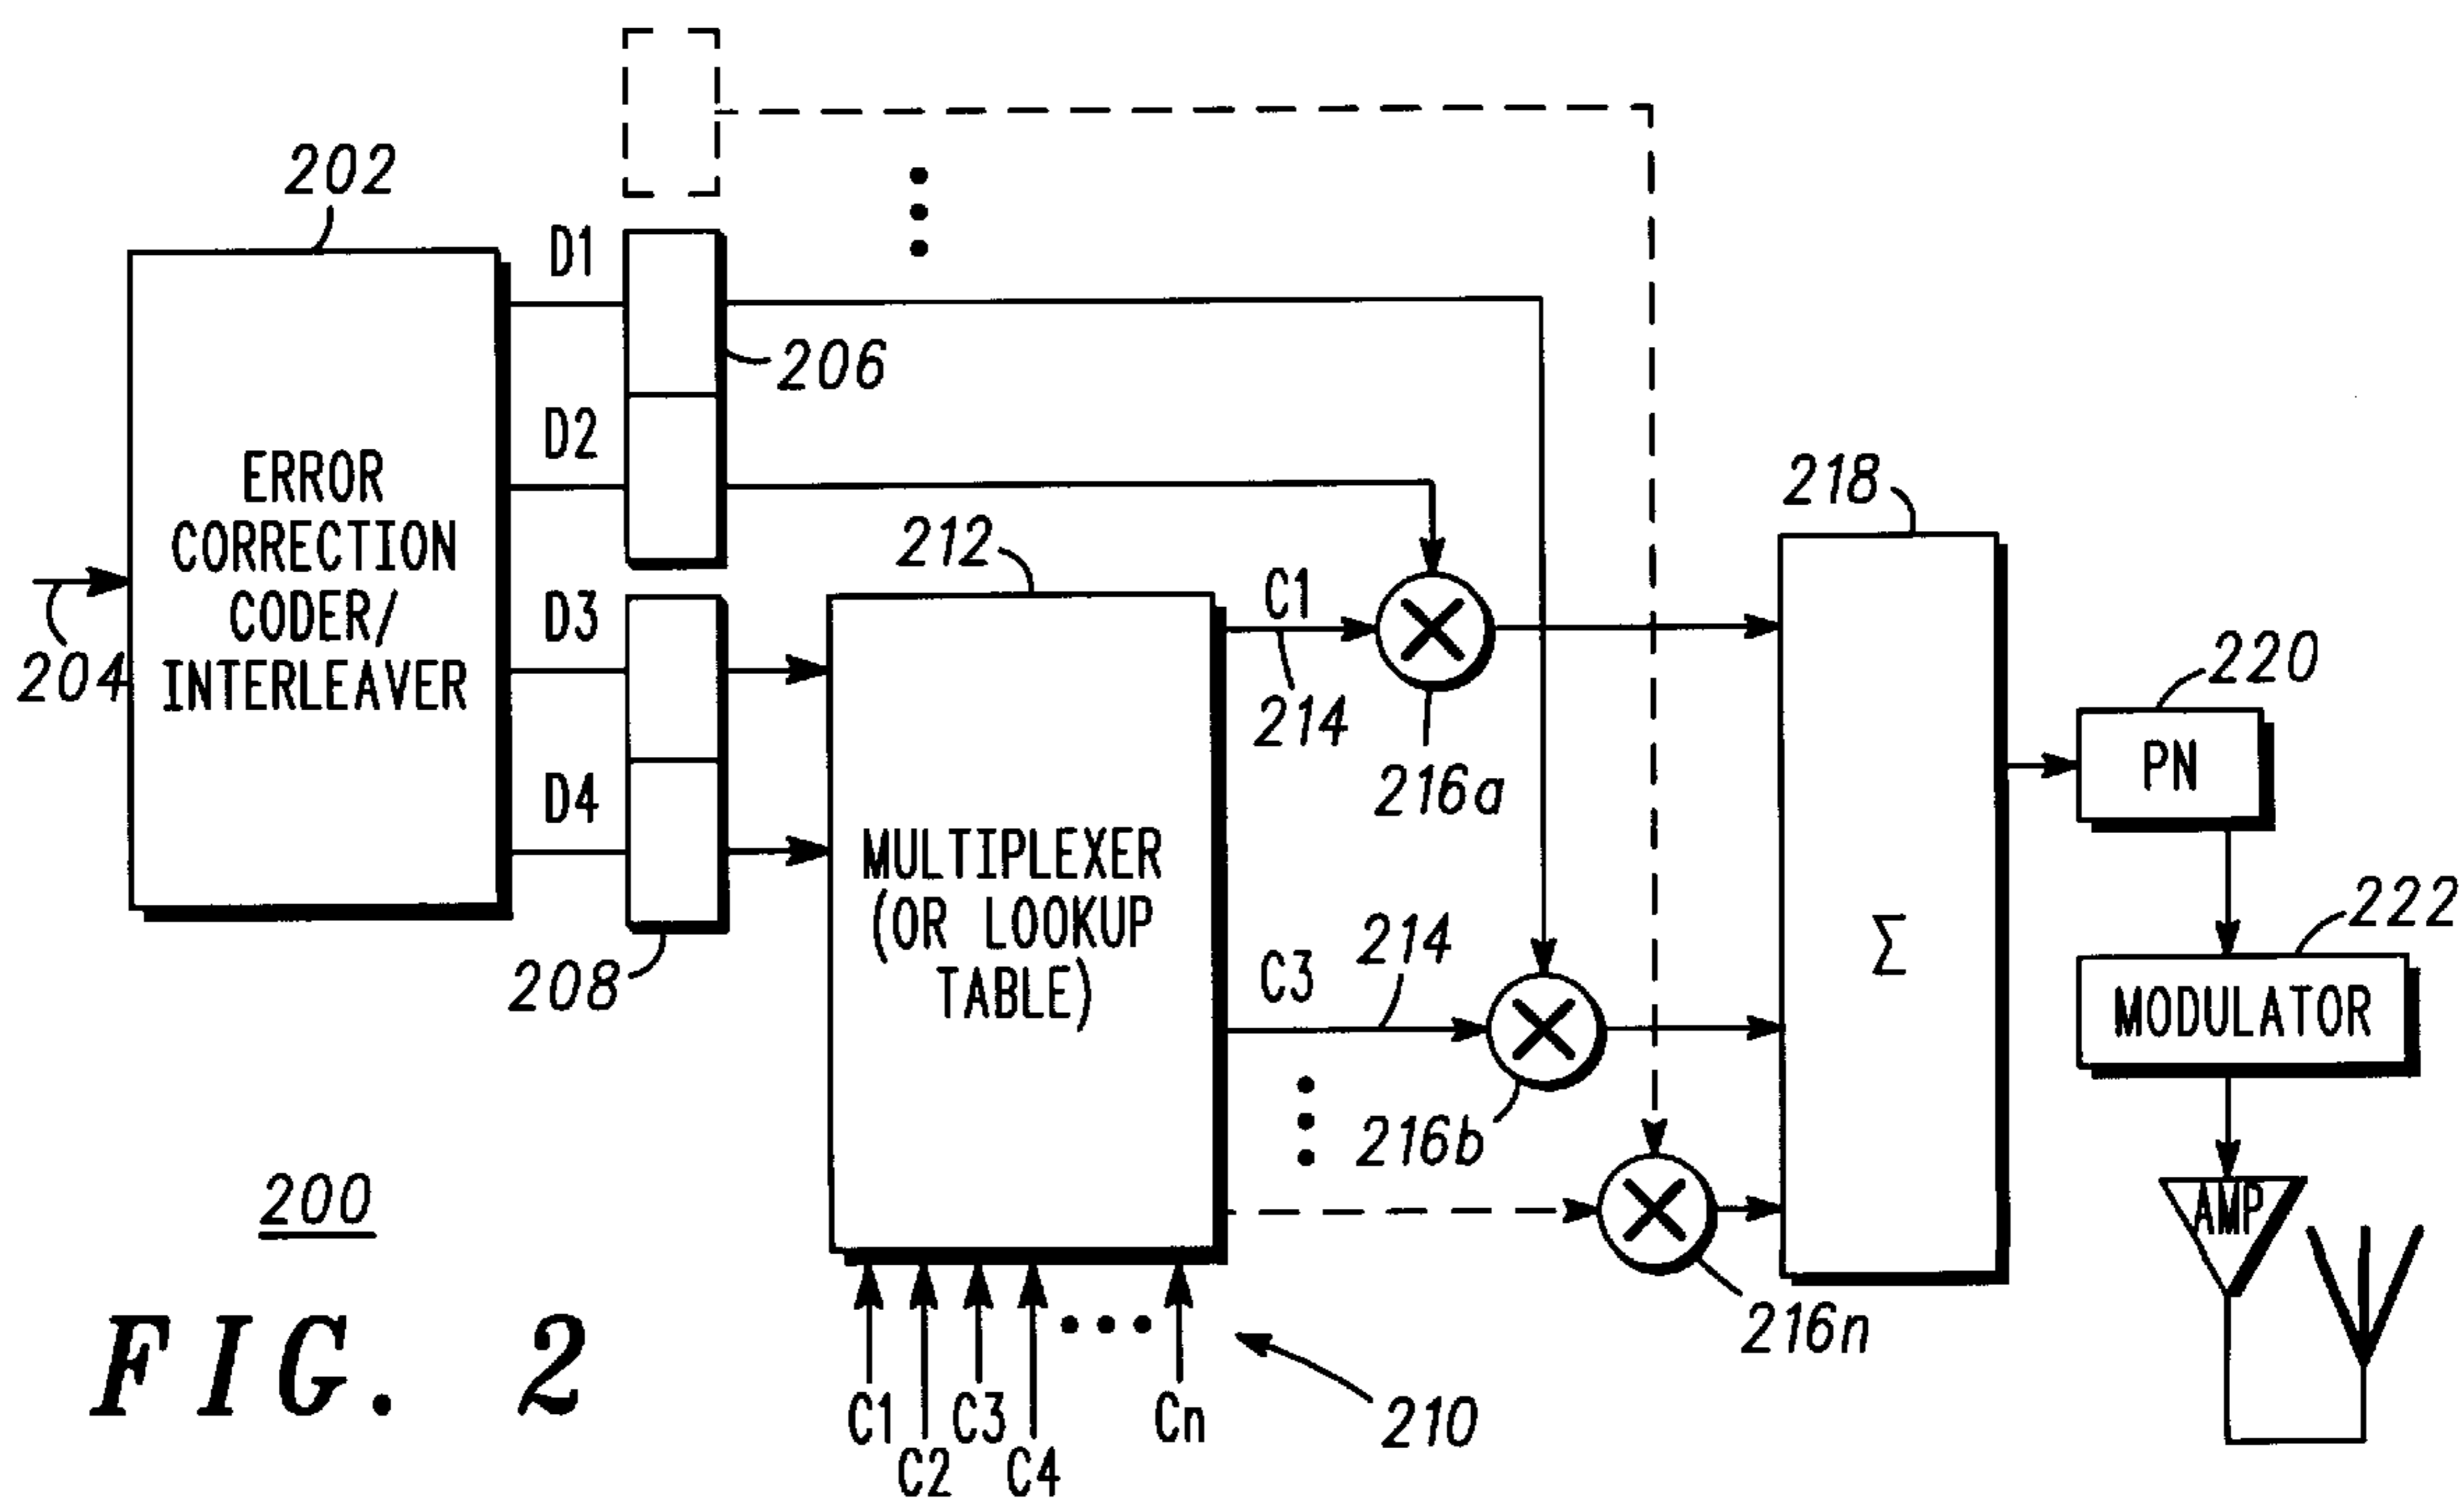 202
D1
206
D2
ERROR
CORRECTION
CODER/
INTERLEAVER
204
D3
D4
208
212
MULTIPLEXER
(OR LOOKUP
TABLE)
C1
214
216a
C3
214
216b
216n
218
Σ
220
PN
222
MODULATOR
AMP
C1
C2
C3
C4
Cn
210
200
FIG. 2